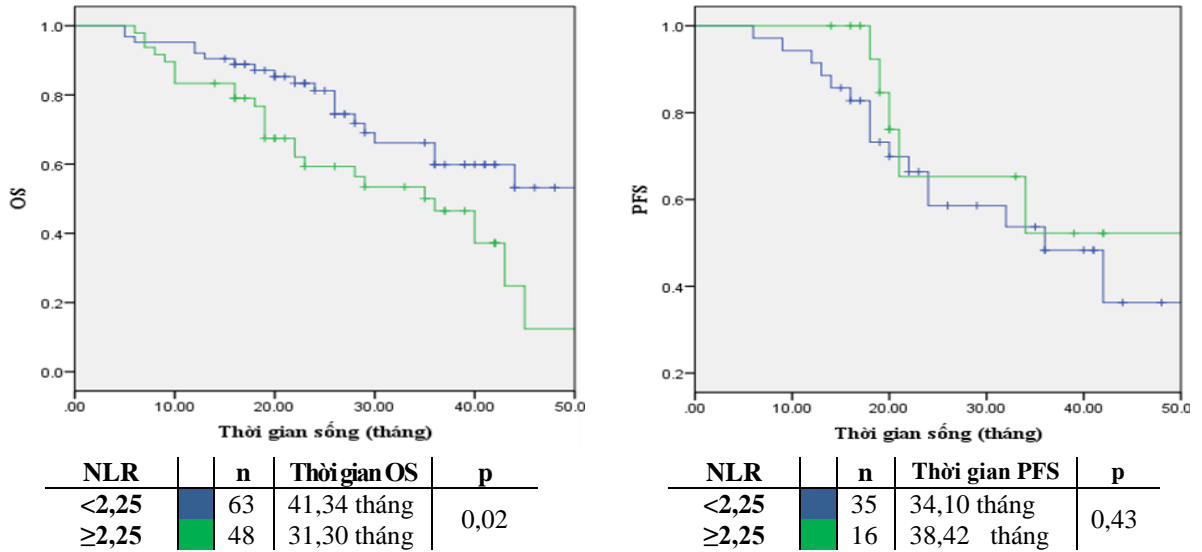 1.0
0.8
0.6
0.4
0.2
0.0
OS
.00 10.00 20.00 30.00 40.00 50.0
Thời gian sống (tháng)
NLR n Thời gian OS p
<2,25 63 41,34 tháng 0,02
≥2,25 48 31,30 tháng
1.0
0.8
0.6
0.4
0.2
PFS
.00 10.00 20.00 30.00 40.00 50.0
Thời gian sống (tháng)
NLR n Thời gian PFS p
<2,25 35 34,10 tháng 0,43
≥2,25 16 38,42 tháng